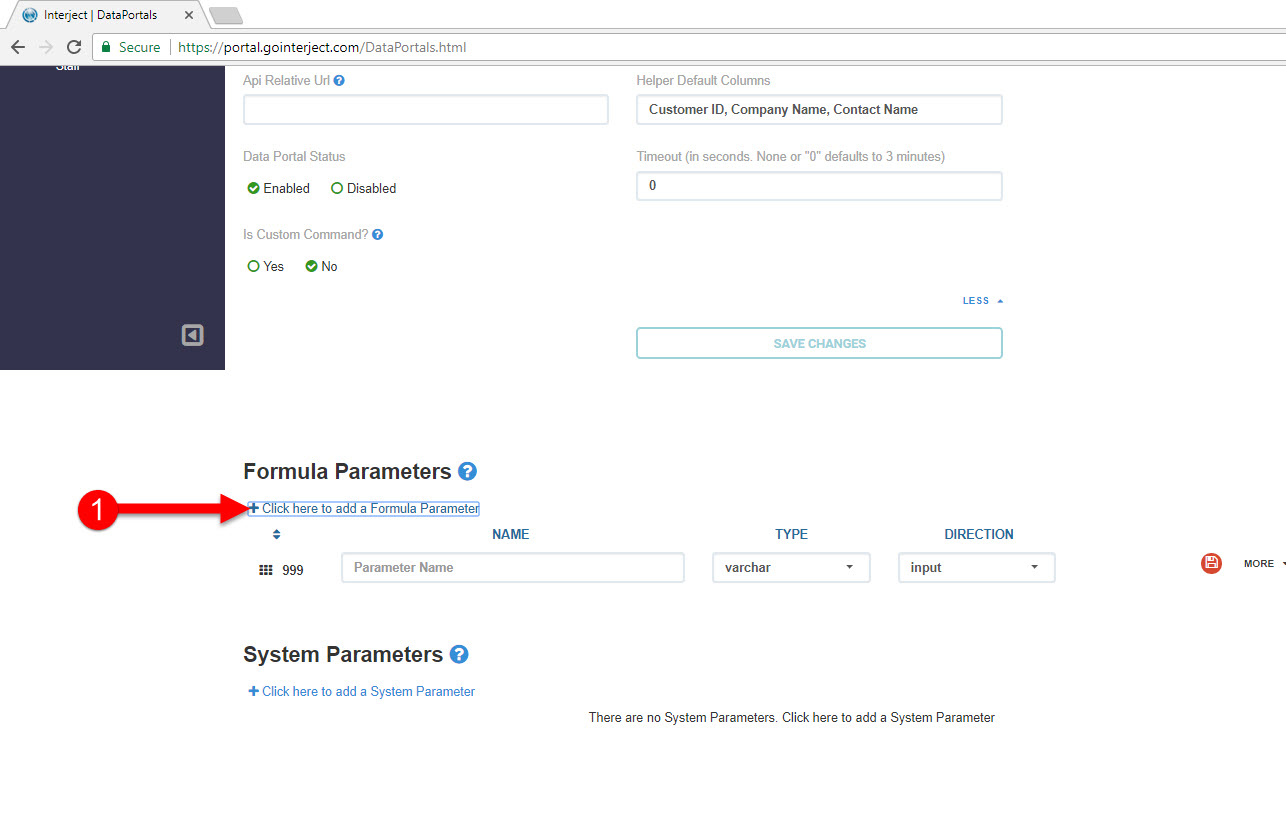 Interject | DataPortals
Secure https://portal.gointerject.com/DataPortals.html
Staff
Api Relative Url
Helper Default Columns
Customer ID, Company Name, Contact Name
Data Portal Status
Timeout (in seconds. None or "0" defaults to 3 minutes)
Enabled Disabled
0
Is Custom Command?
Yes No
LESS
SAVE CHANGES
Formula Parameters
1
Click here to add a Formula Parameter
NAME TYPE DIRECTION
999 Parameter Name varchar input MORE
System Parameters
Click here to add a System Parameter
There are no System Parameters. Click here to add a System Parameter